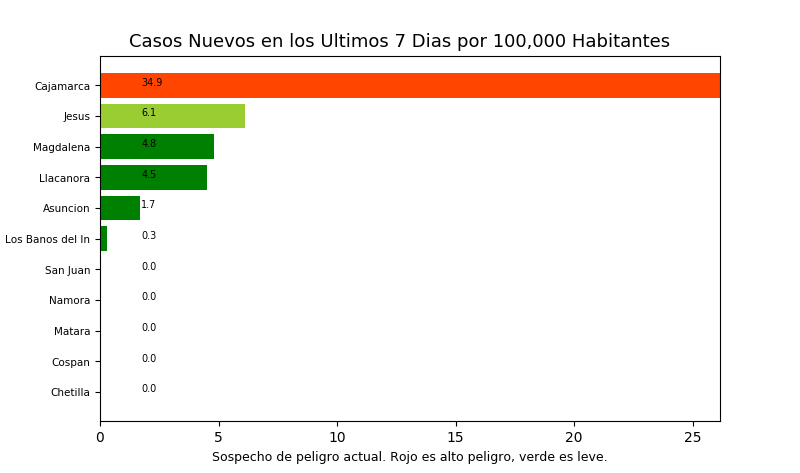 Casos Nuevos en los Ultimos 7 Dias por 100,000 Habitantes
Cajamarca 34.9
Jesus 6.1
Magdalena 4.8
Llacanora 4.5
Asuncion 1.7
Los Banos del In 0.3
San Juan 0.0
Namora 0.0
Matara 0.0
Cospan 0.0
Chetilla 0.0
0 5 10 15 20 25
Sospecho de peligro actual. Rojo es alto peligro, verde es leve.